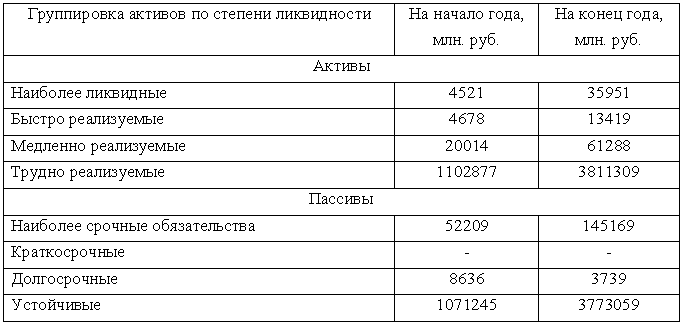 Группировка активов по степени ликвидности На начало года, На конец года,
млн. руб. млн. руб.
Активы
Наиболее ликвидные 4521 35951
Быстро реализуемые 4678 13419
Медленно реализуемые 20014 61288
Трудно реализуемые 1102877 3811309
Пассивы
Наиболее срочные обязательства 52209 145169
Краткосрочные - -
Долгосрочные 8636 3739
Устойчивые 1071245 3773059